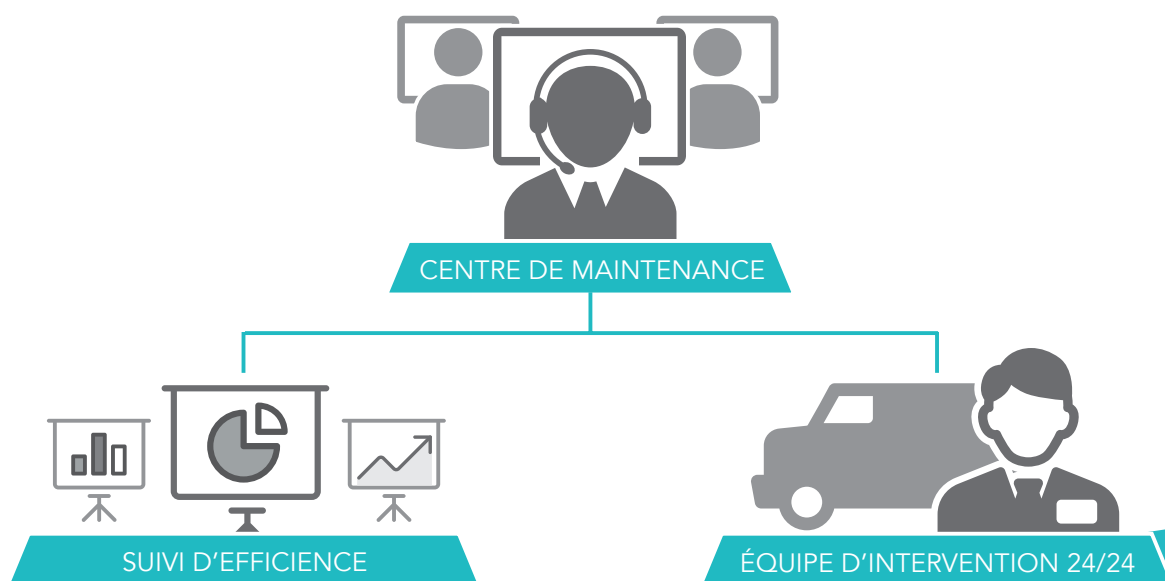 CENTRE DE MAINTENANCE
SUIVI D’EFFICIENCE
ÉQUIPE D’INTERVENTION 24/24